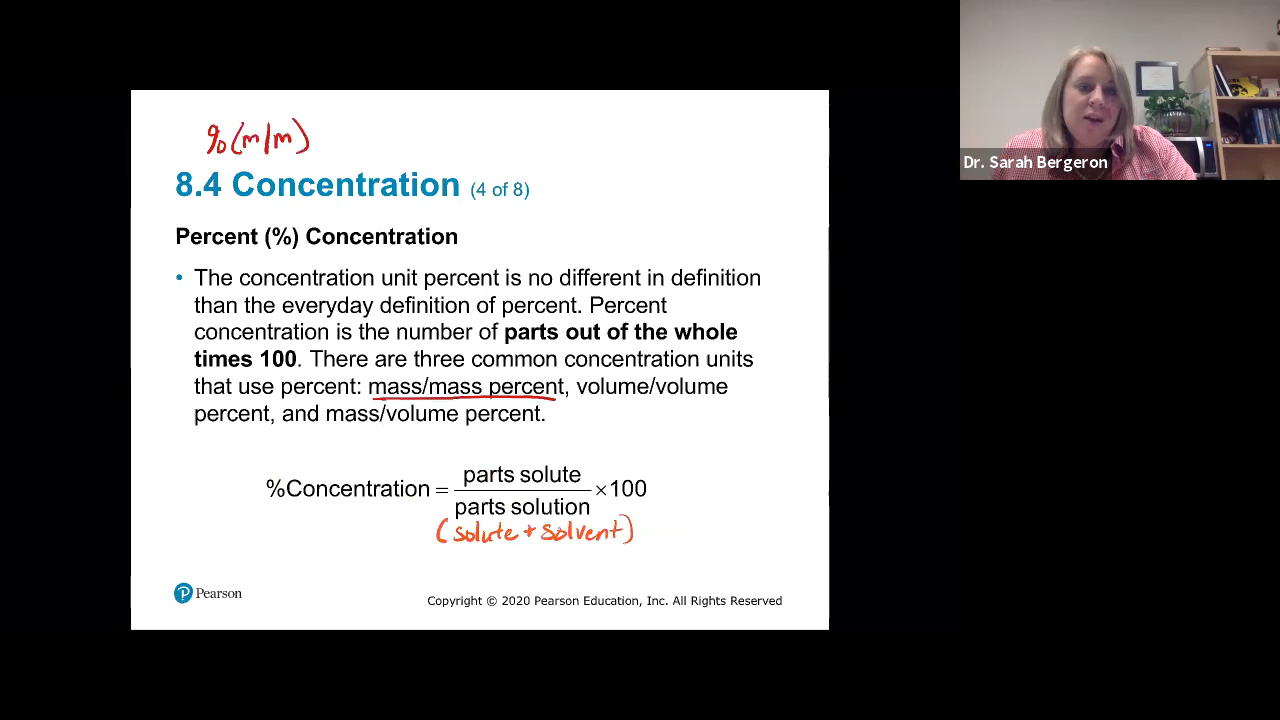 % (m/m)
8.4 Concentration (4 of 8)
Percent (%) Concentration
• The concentration unit percent is no different in definition
than the everyday definition of percent. Percent
concentration is the number of parts out of the whole
times 100. There are three common concentration units
that use percent: mass/mass percent, volume/volume
percent, and mass/volume percent.
%Concentration = parts solute / parts solution ×100
(solute + solvent)
Pearson
Copyright © 2020 Pearson Education, Inc. All Rights Reserved
Dr. Sarah Bergeron